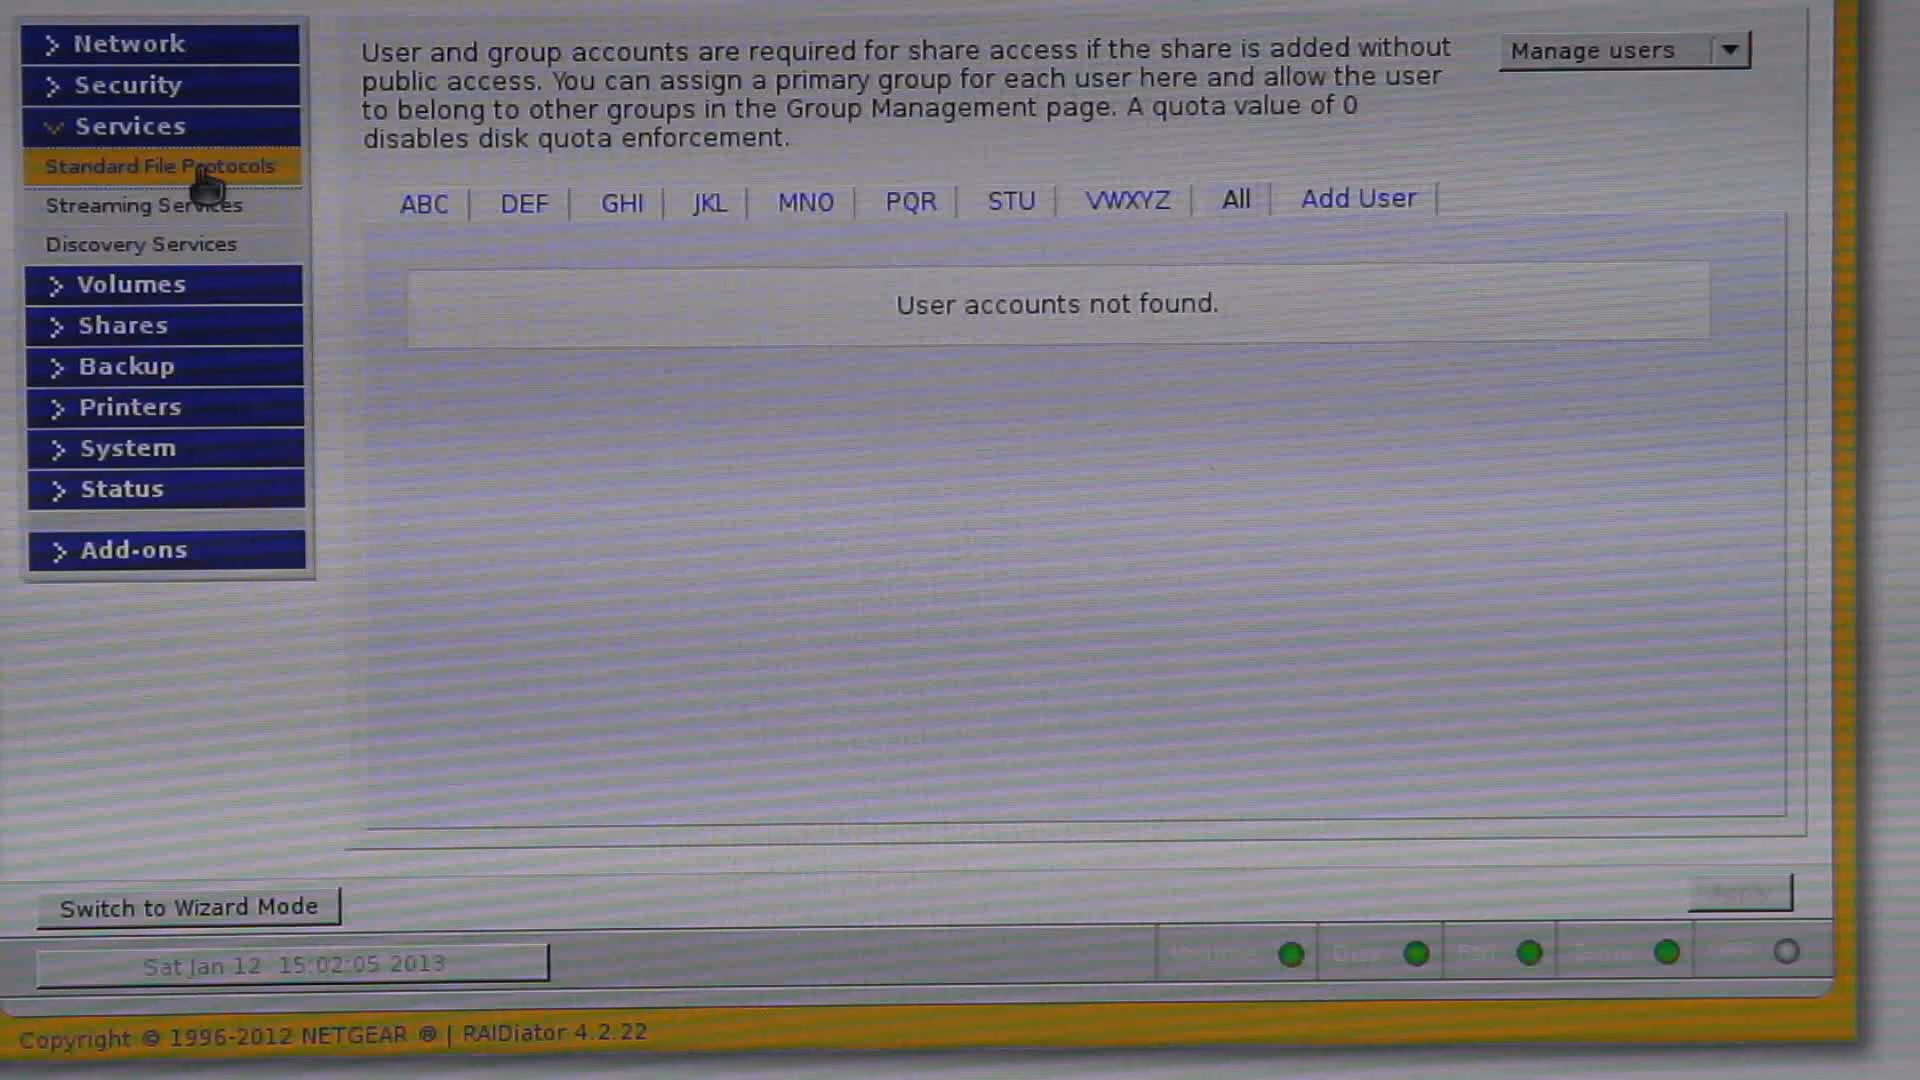 Network
Security
Services
Standard File Protocols
Streaming Services
Discovery Services
Volumes
Shares
Backup
Printers
System
Status
Add-ons
User and group accounts are required for share access if the share is added without
public access. You can assign a primary group for each user here and allow the user
to belong to other groups in the Group Management page. A quota value of 0
disables disk quota enforcement.
Manage users
ABC DEF GHI JKL MNO PQR STU VWXYZ All Add User
User accounts not found.
Switch to Wizard Mode
Sat Jan 12 15:02:05 2013
Copyright © 1996-2012 NETGEAR ® | RAIDiator 4.2.22